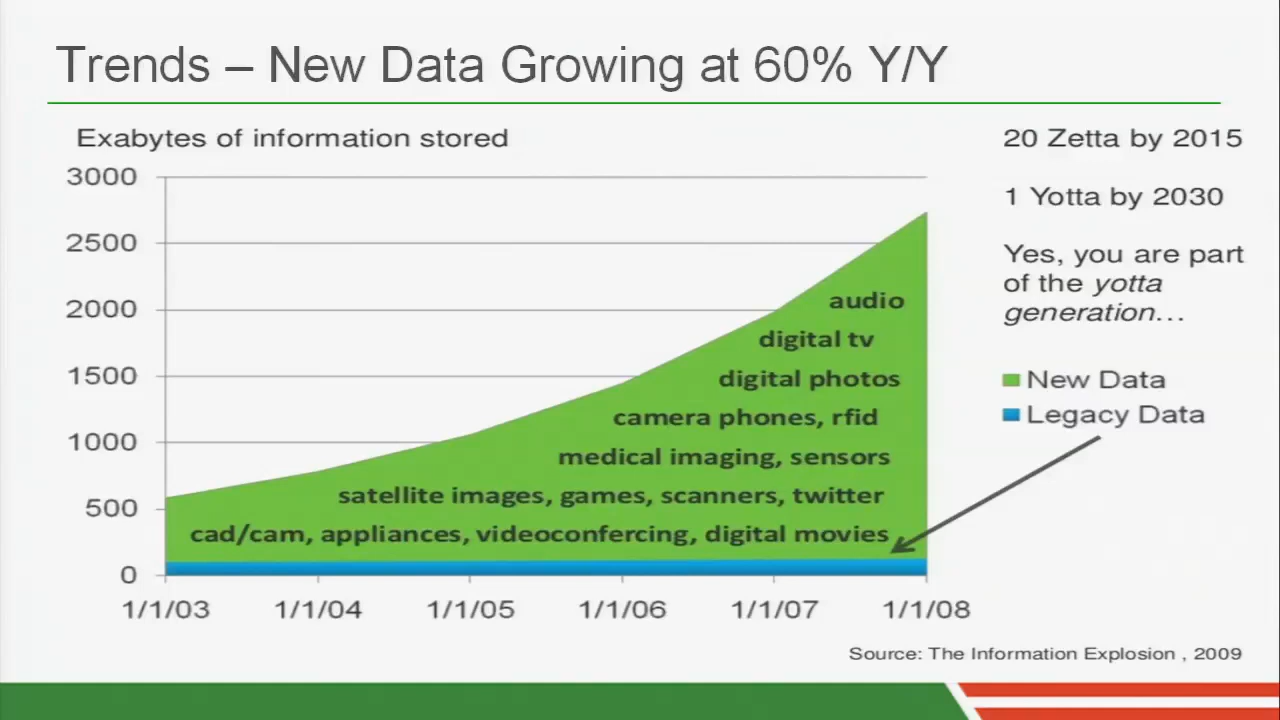 Trends – New Data Growing at 60% Y/Y
Exabytes of information stored
3000
2500
2000
1500
1000
500
0
1/1/03
1/1/04
1/1/05
1/1/06
1/1/07
1/1/08
audio
digital tv
digital photos
camera phones, rfid
medical imaging, sensors
satellite images, games, scanners, twitter
cad/cam, appliances, videoconfercing, digital movies
20 Zetta by 2015
1 Yotta by 2030
Yes, you are part
of the yotta
generation…
New Data
Legacy Data
Source: The Information Explosion , 2009